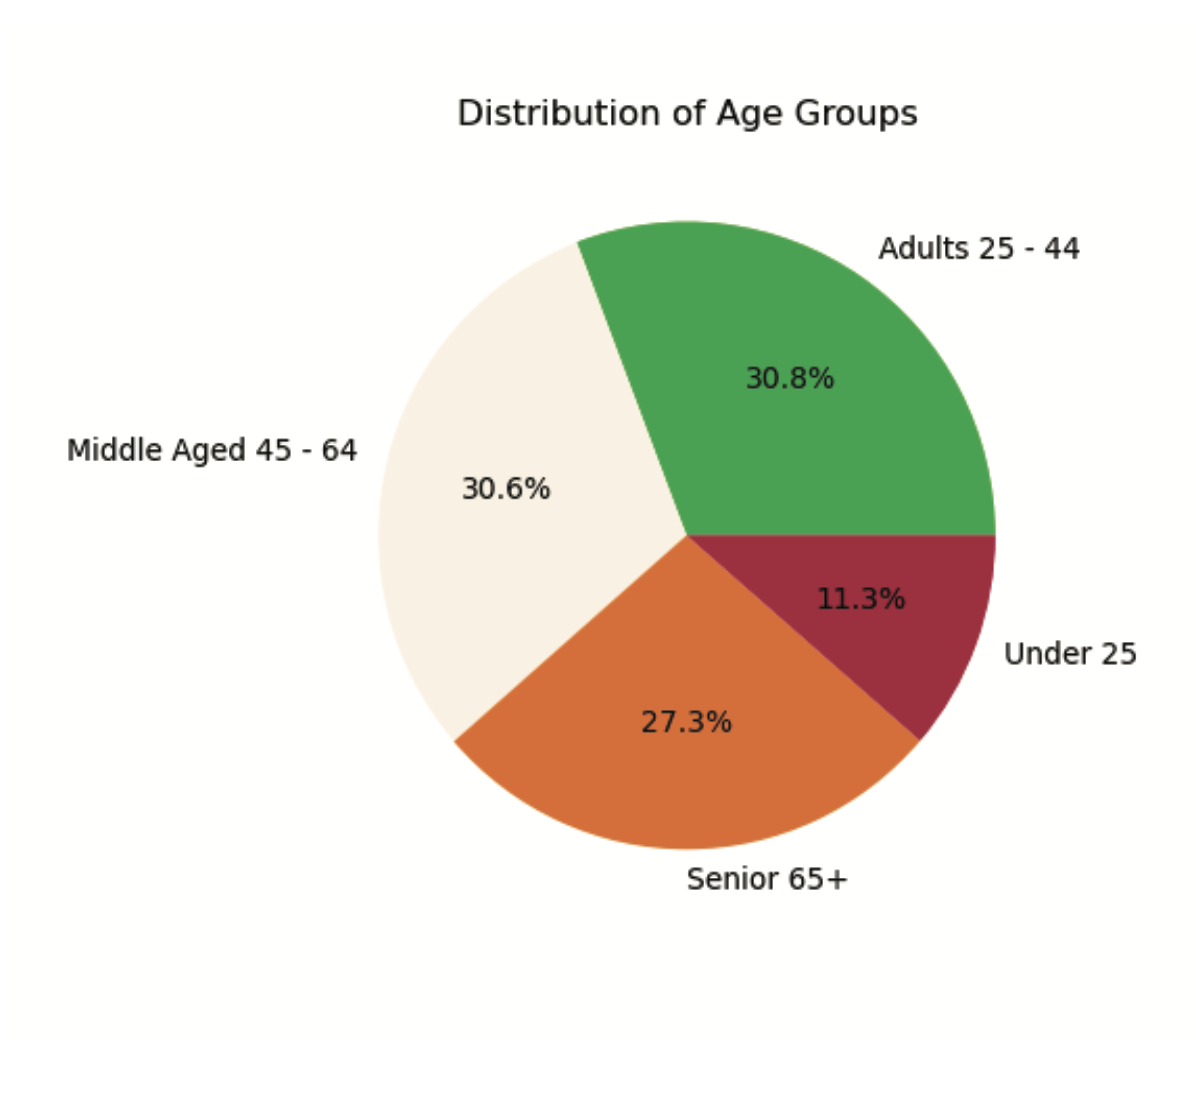 Distribution of Age Groups
Adults 25 - 44
30.8%
Middle Aged 45 - 64
30.6%
11.3%
Under 25
27.3%
Senior 65+